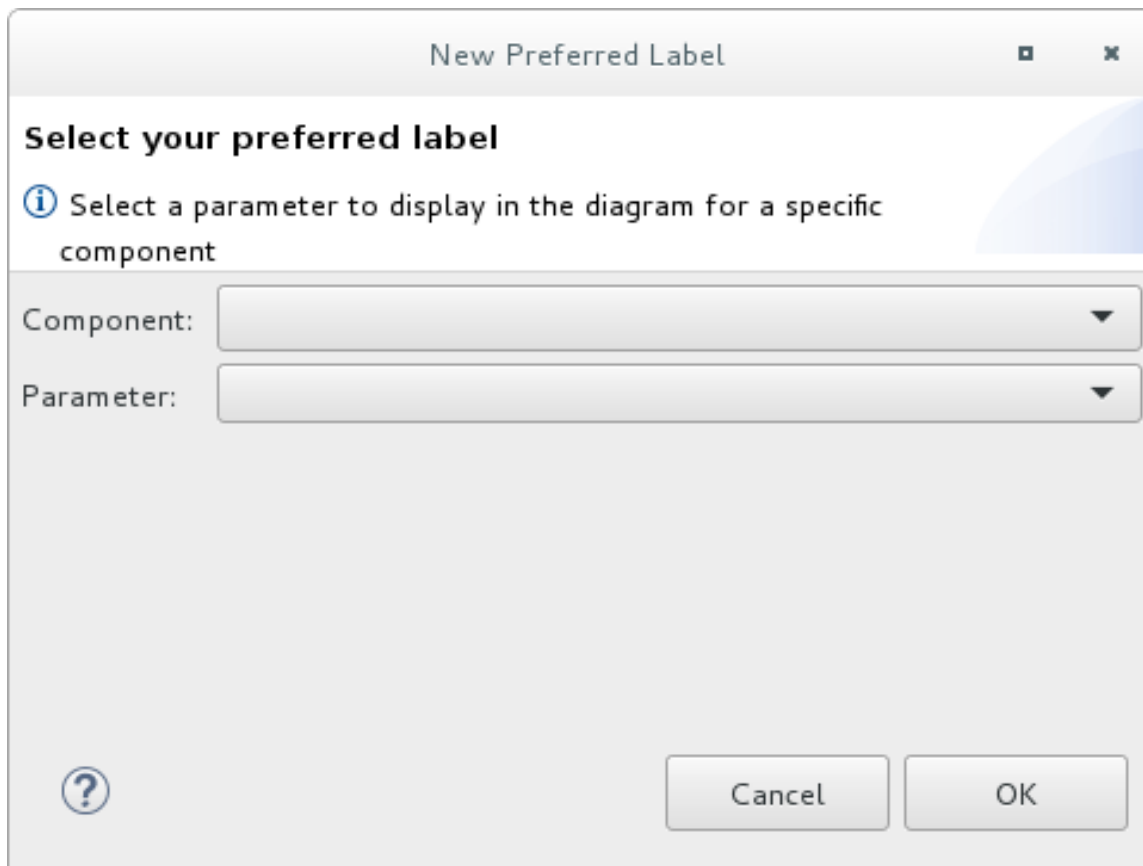 New Preferred Label
Select your preferred label
Select a parameter to display in the diagram for a specific
component
Component:
Parameter:
Cancel
OK